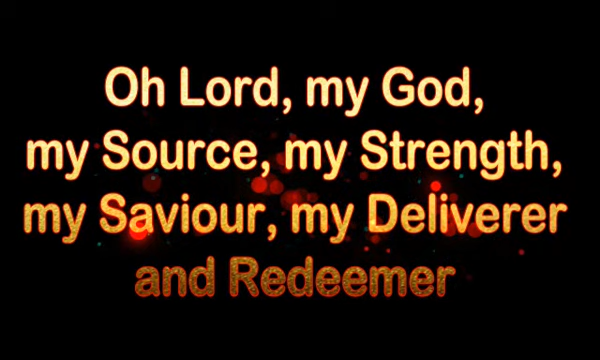 Oh Lord, my God,
my Source, my Strength,
my Saviour, my Deliverer
and Redeemer